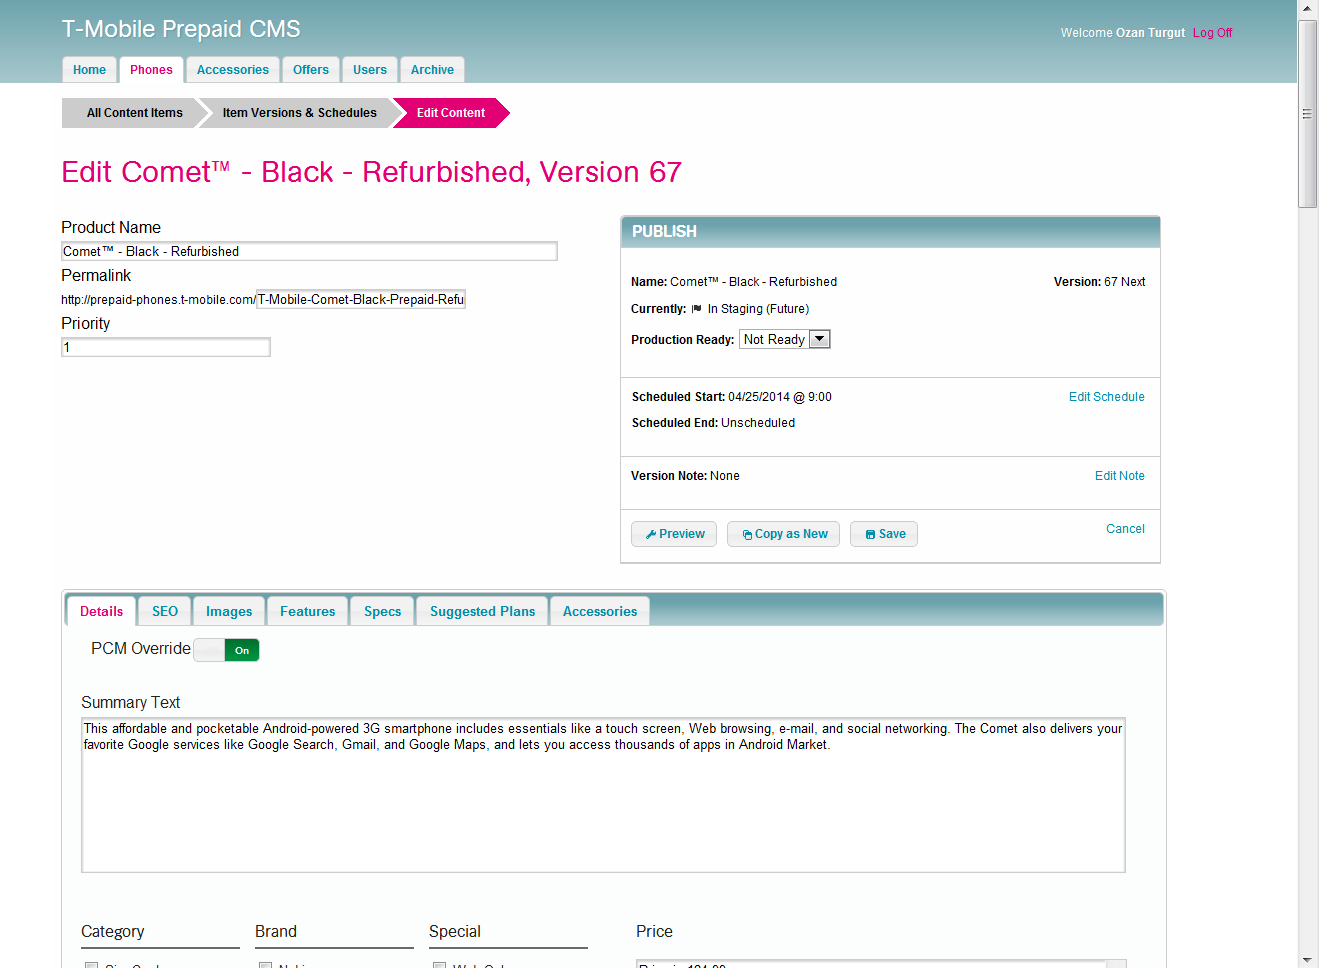 T-Mobile Prepaid CMS
Welcome Ozan Turgut Log Off
Home Phones Accessories Offers Users Archive
All Content Items Item Versions & Schedules Edit Content
Edit Comet™ - Black - Refurbished, Version 67
Product Name
Comet™ - Black - Refurbished
Permalink
http://prepaid-phones.t-mobile.com/ T-Mobile-Comet-Black-Prepaid-Refu
Priority
1
PUBLISH
Name: Comet™ - Black - Refurbished Version: 67 Next
Currently: In Staging (Future)
Production Ready: Not Ready
Scheduled Start: 04/25/2014 @ 9:00 Edit Schedule
Scheduled End: Unscheduled
Version Note: None Edit Note
Preview Copy as New Save Cancel
Details SEO Images Features Specs Suggested Plans Accessories
PCM Override On
Summary Text
This affordable and pocketable Android-powered 3G smartphone includes essentials like a touch screen, Web browsing, e-mail, and social networking. The Comet also delivers your
favorite Google services like Google Search, Gmail, and Google Maps, and lets you access thousands of apps in Android Market.
Category Brand Special Price